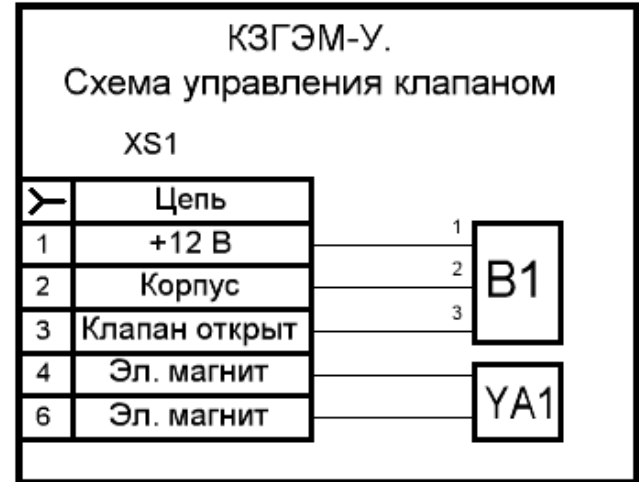 КЗГЭМ-У.
Схема управления клапаном
XS1
Цепь
1 +12 В 1
2 Корпус 2 B1
3 Клапан открыт 3
4 Эл. магнит
6 Эл. магнит YA1